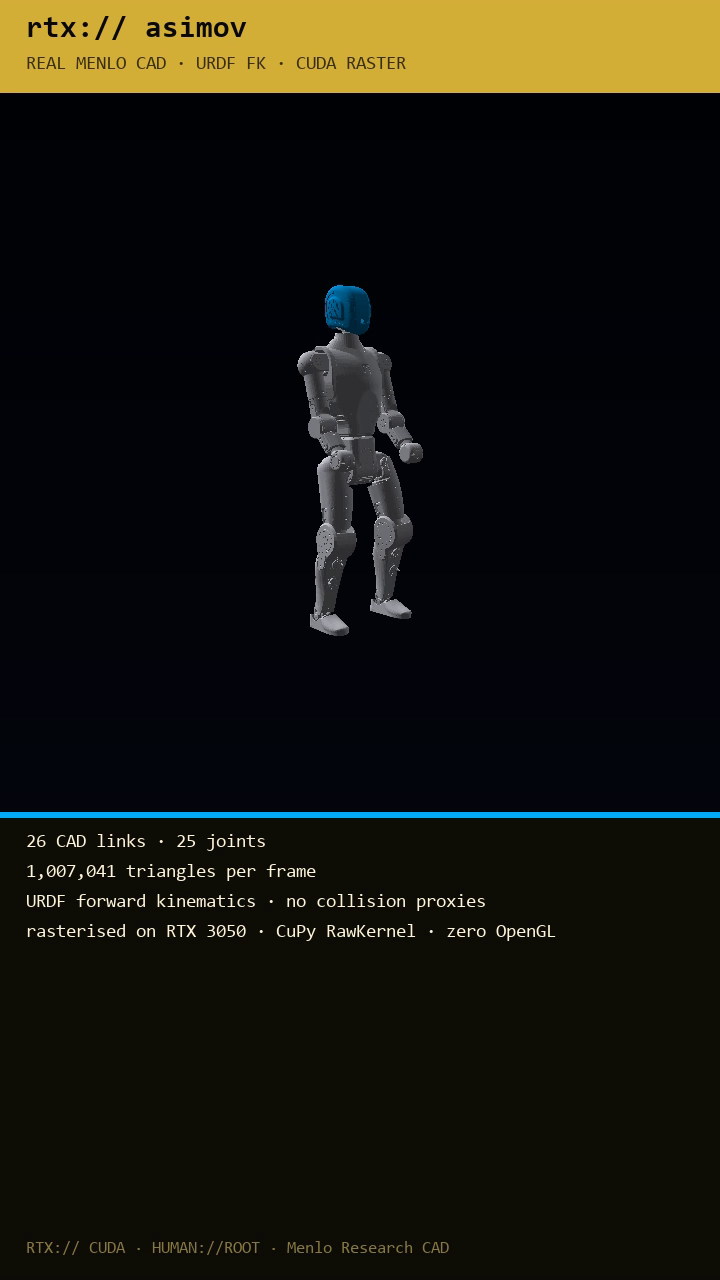 rtx:// asimov
REAL MENLO CAD · URDF FK · CUDA RASTER
26 CAD links · 25 joints
1,007,041 triangles per frame
URDF forward kinematics · no collision proxies
rasterised on RTX 3050 · CuPy RawKernel · zero OpenGL
RTX:// CUDA · HUMAN://ROOT · Menlo Research CAD